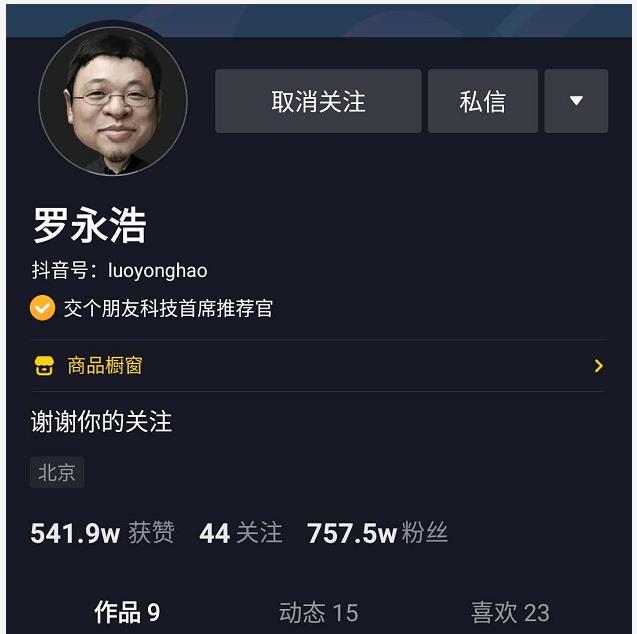 取消关注 私信
罗永浩
抖音号：luoyonghao
交个朋友科技首席推荐官
商品橱窗
谢谢你的关注
北京
541.9w 获赞 44 关注 757.5w 粉丝
作品 9 动态 15 喜欢 23